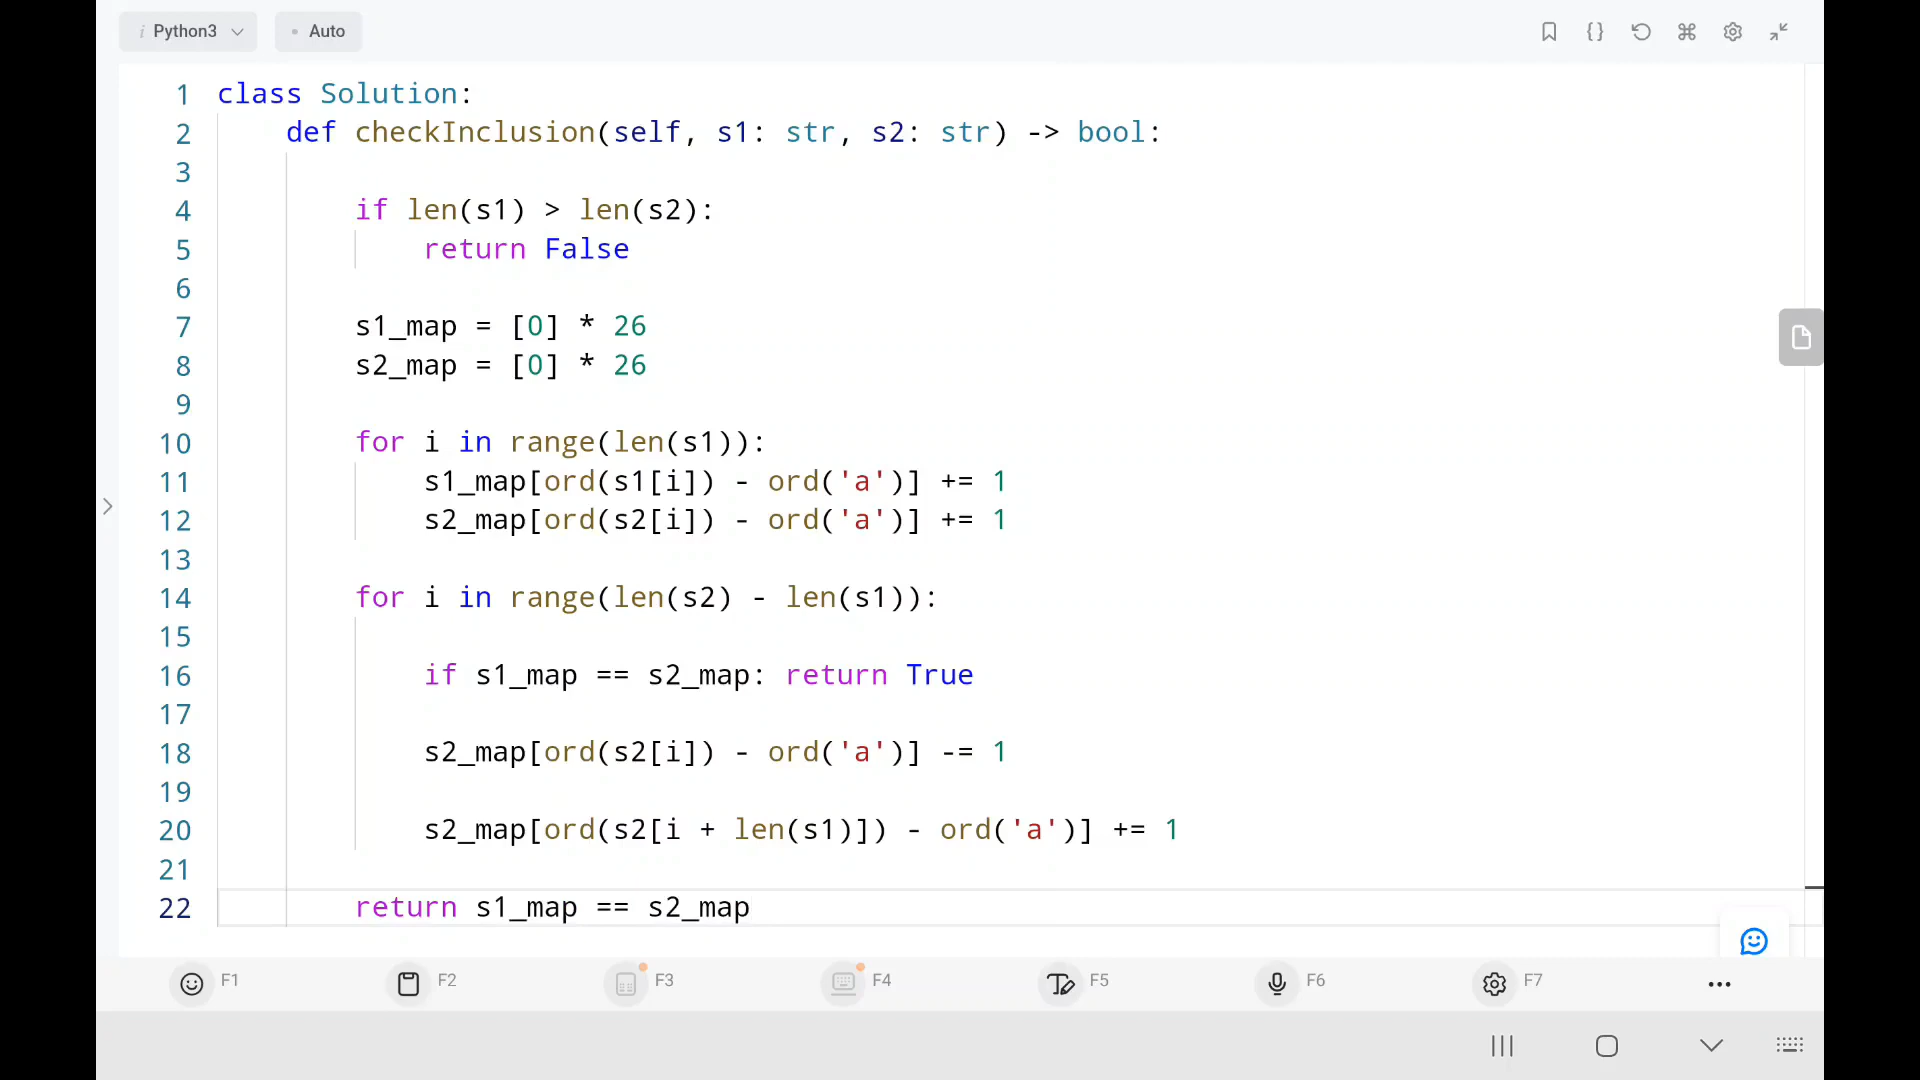 i Python3
Auto
1 class Solution:
2 def checkInclusion(self, s1: str, s2: str) -> bool:
3
4 if len(s1) > len(s2):
5 return False
6
7 s1_map = [0] * 26
8 s2_map = [0] * 26
9
10 for i in range(len(s1)):
11 s1_map[ord(s1[i]) - ord('a')] += 1
12 s2_map[ord(s2[i]) - ord('a')] += 1
13
14 for i in range(len(s2) - len(s1)):
15
16 if s1_map == s2_map: return True
17
18 s2_map[ord(s2[i]) - ord('a')] -= 1
19
20 s2_map[ord(s2[i + len(s1)]) - ord('a')] += 1
21
22 return s1_map == s2_map
F1 F2 F3 F4 F5 F6 F7